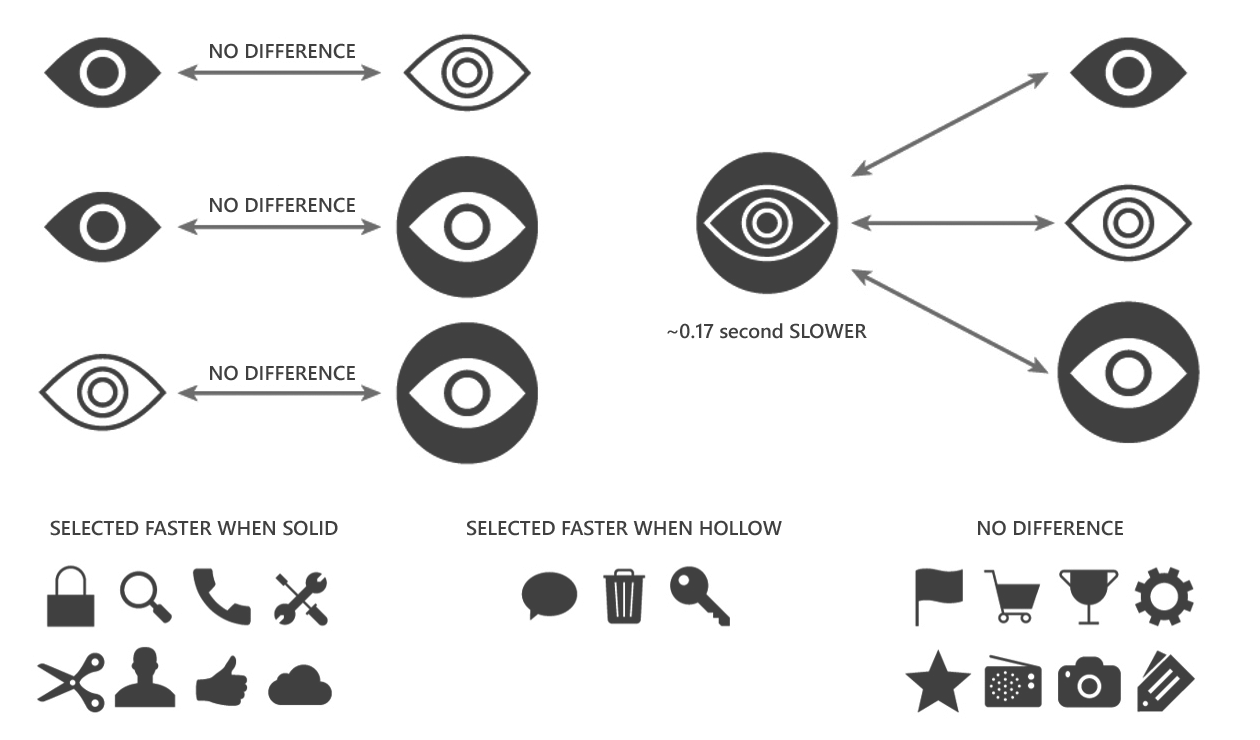 NO DIFFERENCE
NO DIFFERENCE
NO DIFFERENCE
~0.17 second SLOWER
SELECTED FASTER WHEN SOLID
SELECTED FASTER WHEN HOLLOW
NO DIFFERENCE